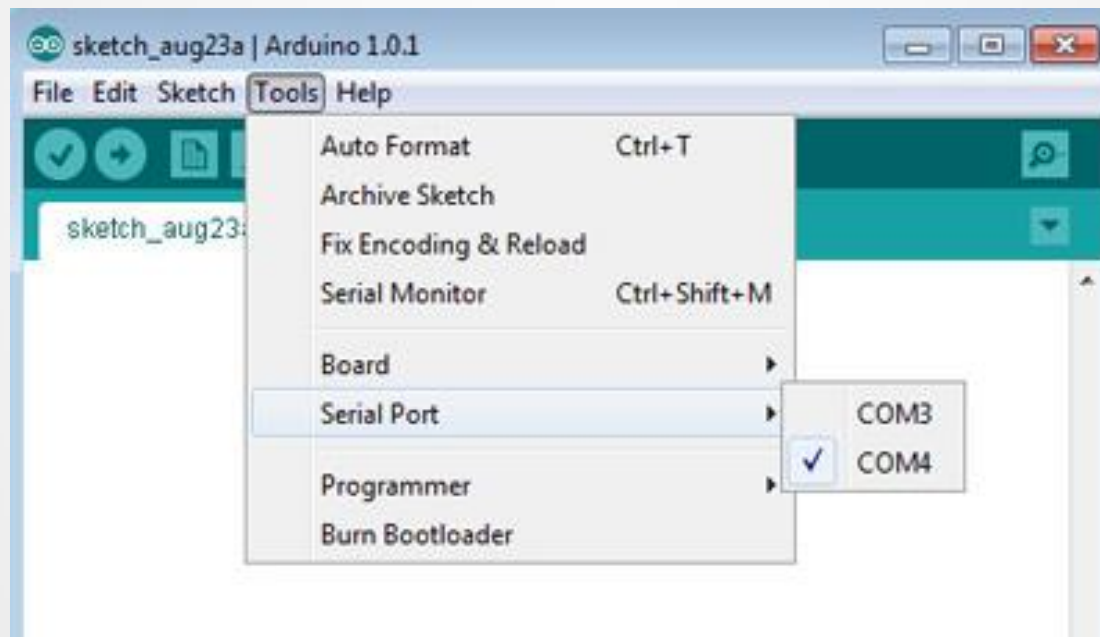 sketch_aug23a | Arduino 1.0.1
File Edit Sketch Tools Help
sketch_aug23a
Auto Format Ctrl+T
Archive Sketch
Fix Encoding & Reload
Serial Monitor Ctrl+Shift+M
Board
Serial Port
COM3
COM4
Programmer
Burn Bootloader